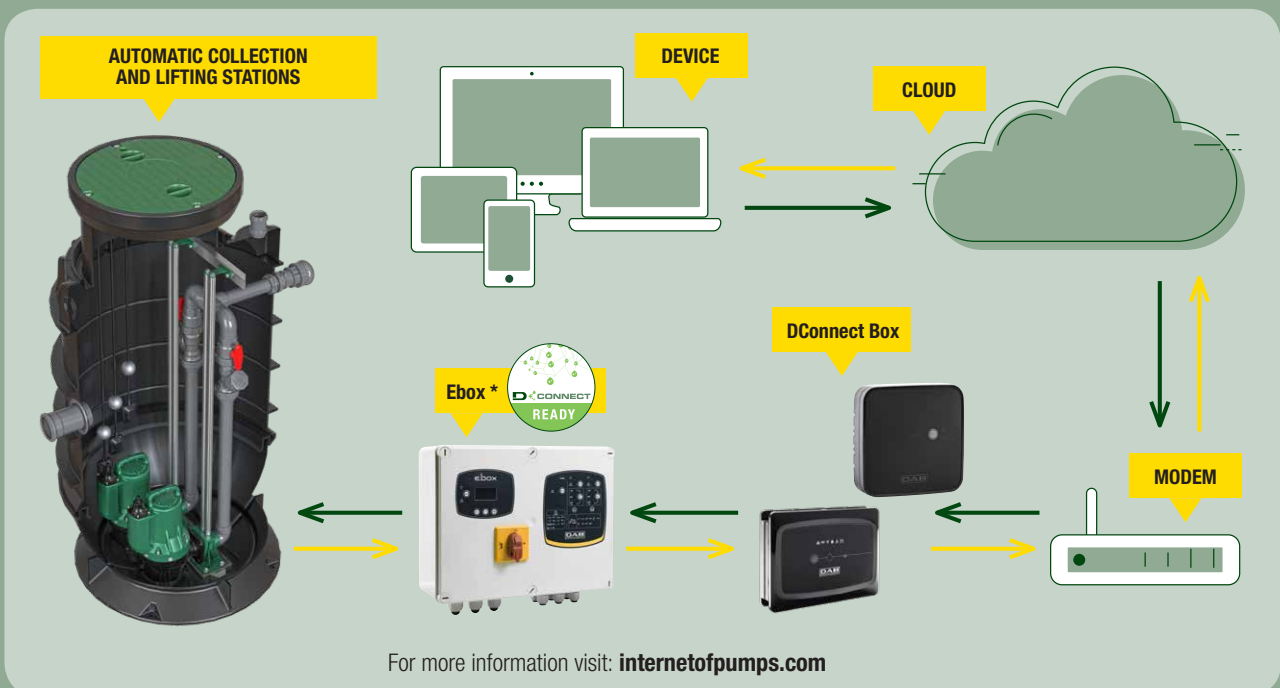 AUTOMATIC COLLECTION
AND LIFTING STATIONS
DEVICE
CLOUD
DConnect Box
Ebox *
D CONNECT
READY
MODEM
e.box
DAB
DAB
DAB
For more information visit: internetofpumps.com